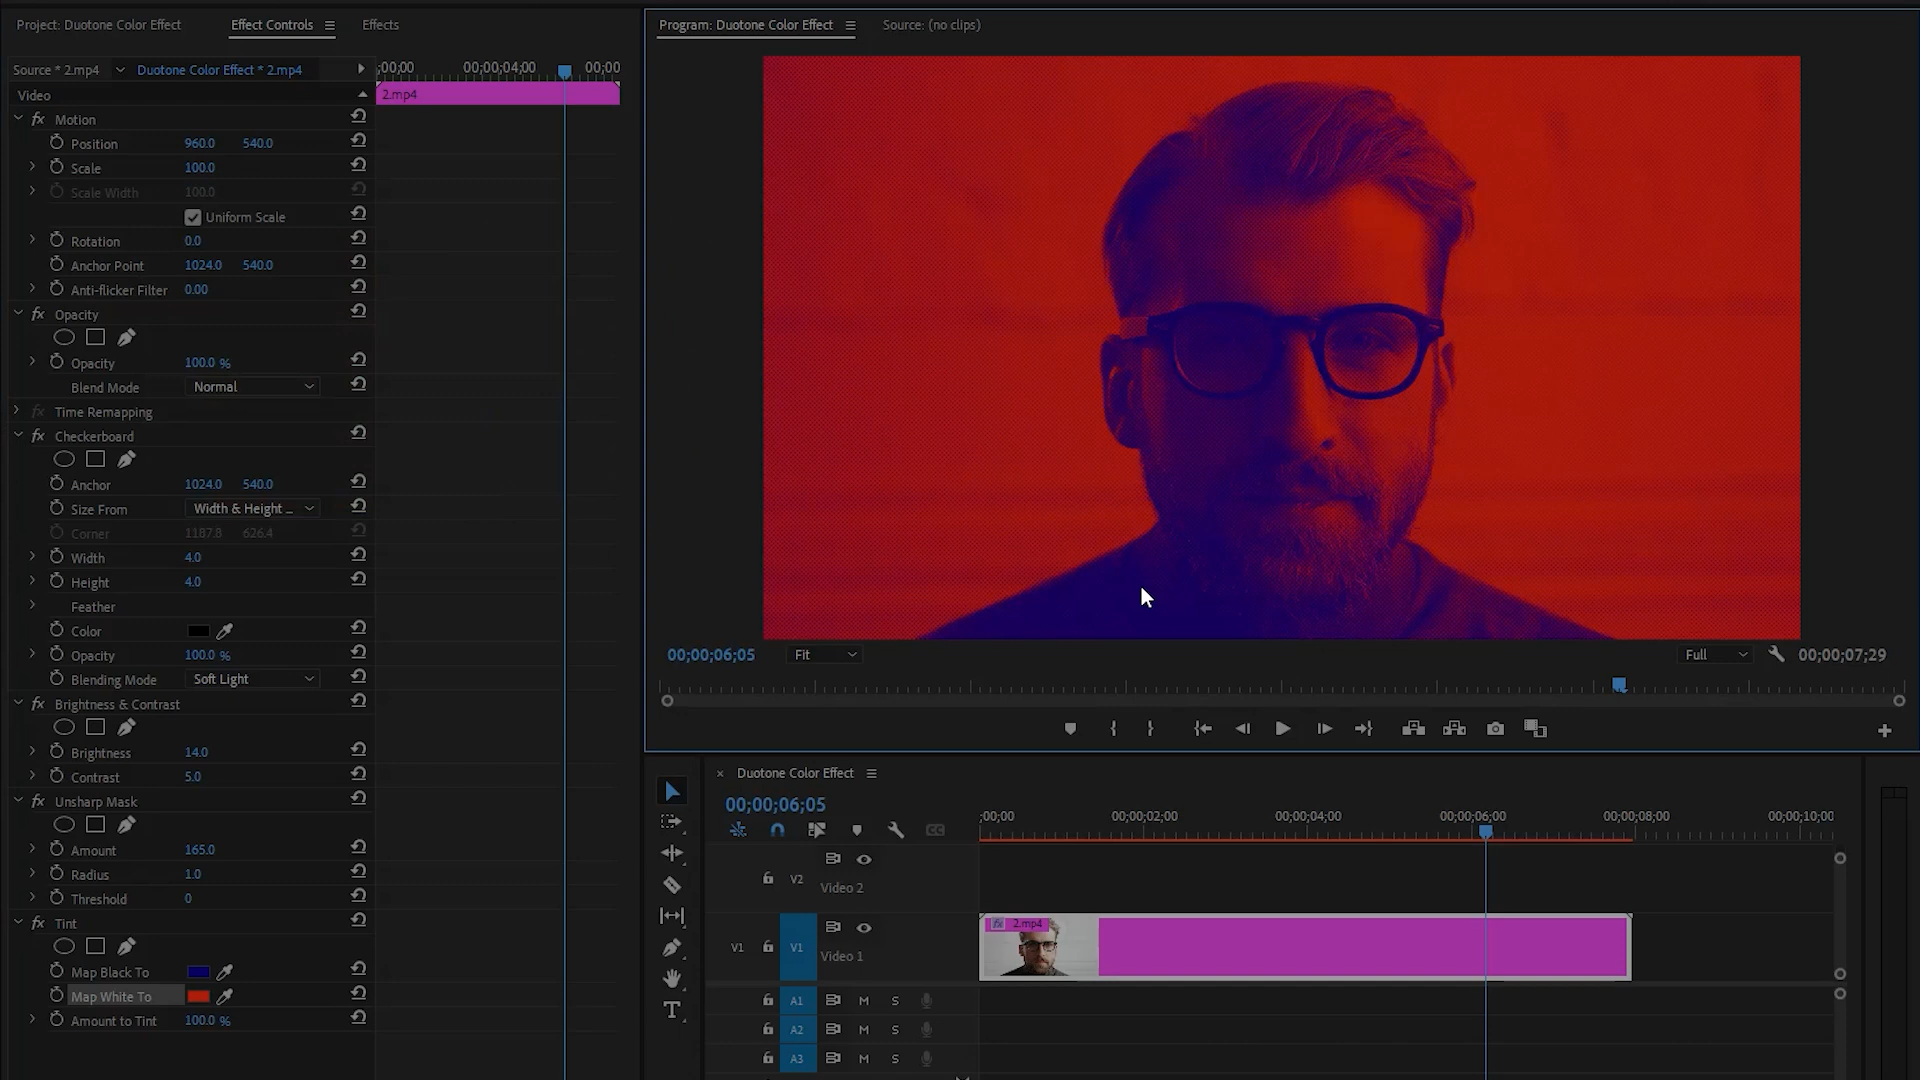 Project: Duotone Color Effect
Effect Controls
Effects
Program: Duotone Color Effect
Source: (no clips)
Source * 2.mp4
Duotone Color Effect * 2.mp4
;00;00
00;00;04;00
00;00
Video
2.mp4
fx Motion
Position 960.0 540.0
Scale 100.0
Scale Width 100.0
Uniform Scale
Rotation 0.0
Anchor Point 1024.0 540.0
Anti-flicker Filter 0.00
fx Opacity
Opacity 100.0 %
Blend Mode Normal
fx Time Remapping
fx Checkerboard
Anchor 1024.0 540.0
Size From Width & Height ...
Corner 1187.8 626.4
Width 4.0
Height 4.0
Feather
Color
Opacity 100.0 %
Blending Mode Soft Light
fx Brightness & Contrast
Brightness 14.0
Contrast 5.0
fx Unsharp Mask
Amount 165.0
Radius 1.0
Threshold 0
fx Tint
Map Black To
Map White To
Amount to Tint 100.0 %
00;00;06;05
Fit
Full
00;00;07;29
× Duotone Color Effect
00;00;06;05
CC
;00;00
00;00;02;00
00;00;04;00
00;00;06;00
00;00;08;00
00;00;10;00
V2
Video 2
fx 2.mp4
V1 V1
Video 1
A1 M S
A2 M S
A3 M S
T